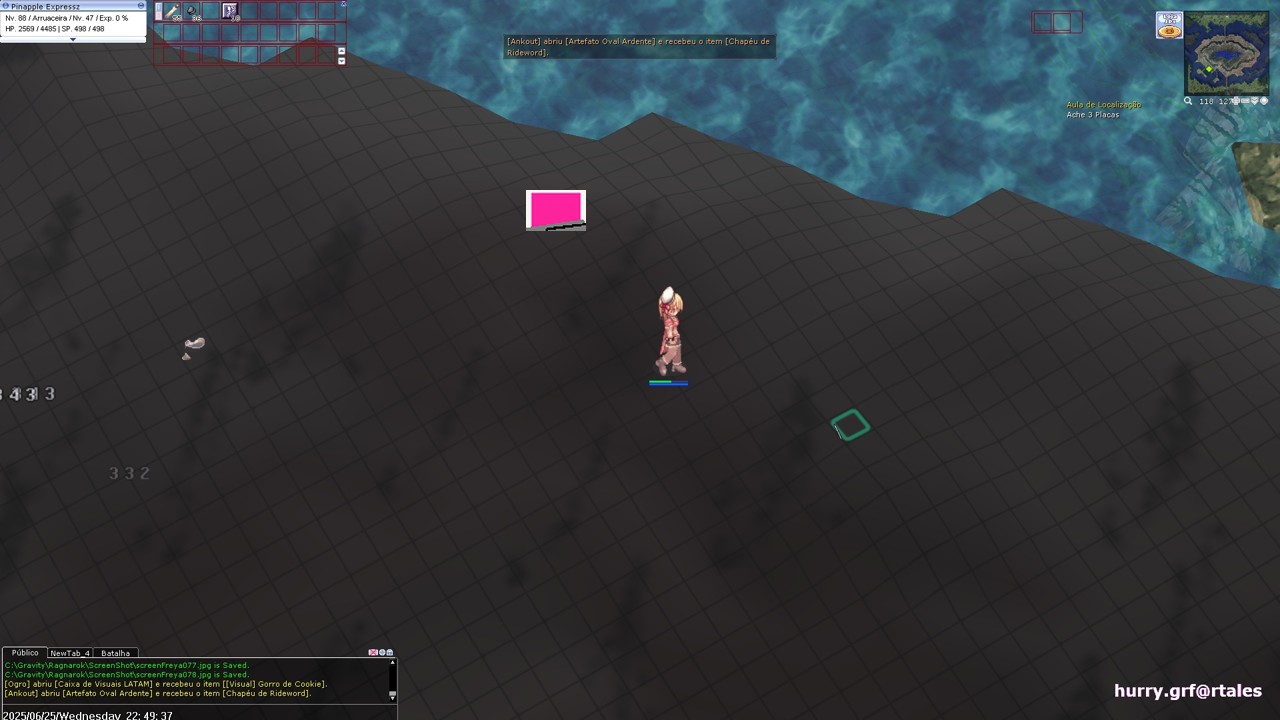 Pinapple Expressz
Nv. 88 / Arruaceira / Nv. 47 / Exp. 0 %
HP. 2569 / 4485 | SP. 498 / 498
[Ankout] abriu [Artefato Oval Ardente] e recebeu o item [Chapéu de
Rideword].
Aula de Localização
Ache 3 Placas
3 3 2
Público NewTab_4 Batalha
C:\Gravity\Ragnarok\ScreenShot\screenFreya077.jpg is Saved.
C:\Gravity\Ragnarok\ScreenShot\screenFreya078.jpg is Saved.
[Ogro] abriu [Caixa de Visuais LATAM] e recebeu o item [[Visual] Gorro de Cookie].
[Ankout] abriu [Artefato Oval Ardente] e recebeu o item [Chapéu de Rideword].
2025/06/25/Wednesday 22:49:37
hurry.grf@rtales